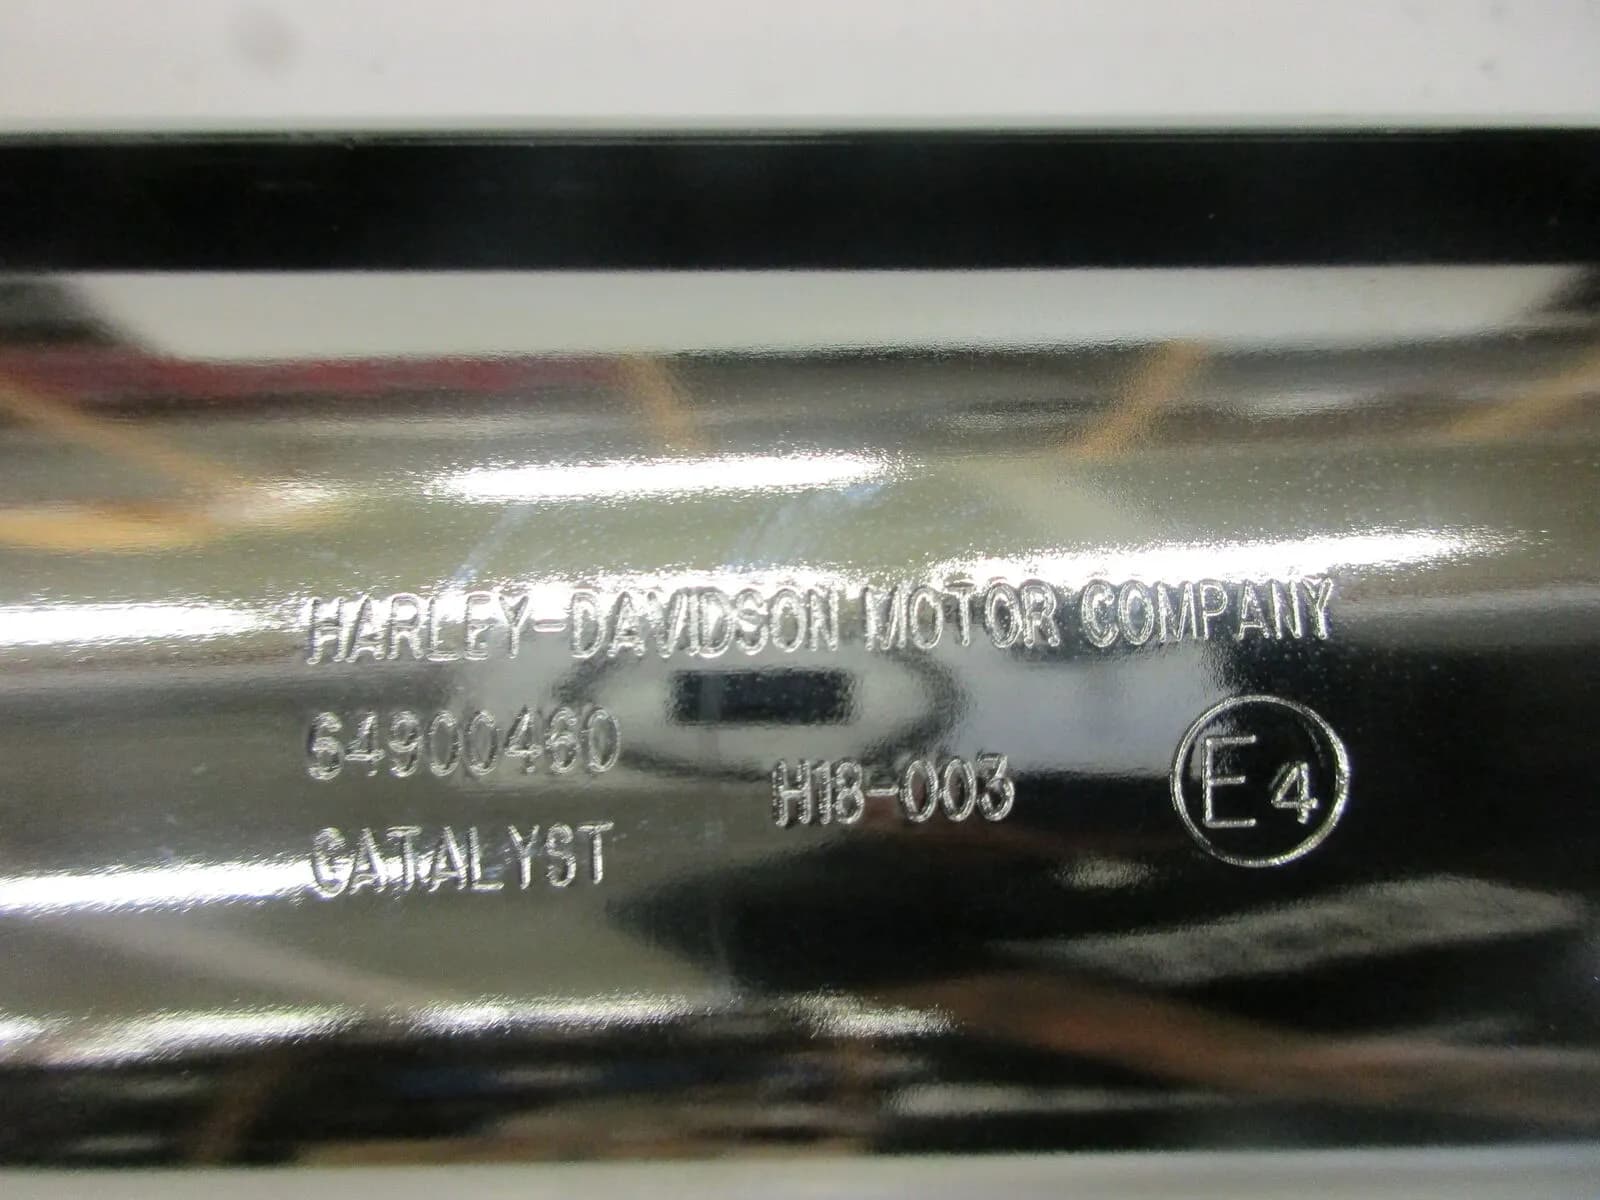 HARLEY-DAVIDSON MOTOR COMPANY
64900460
H18-003
E4
CATALYST